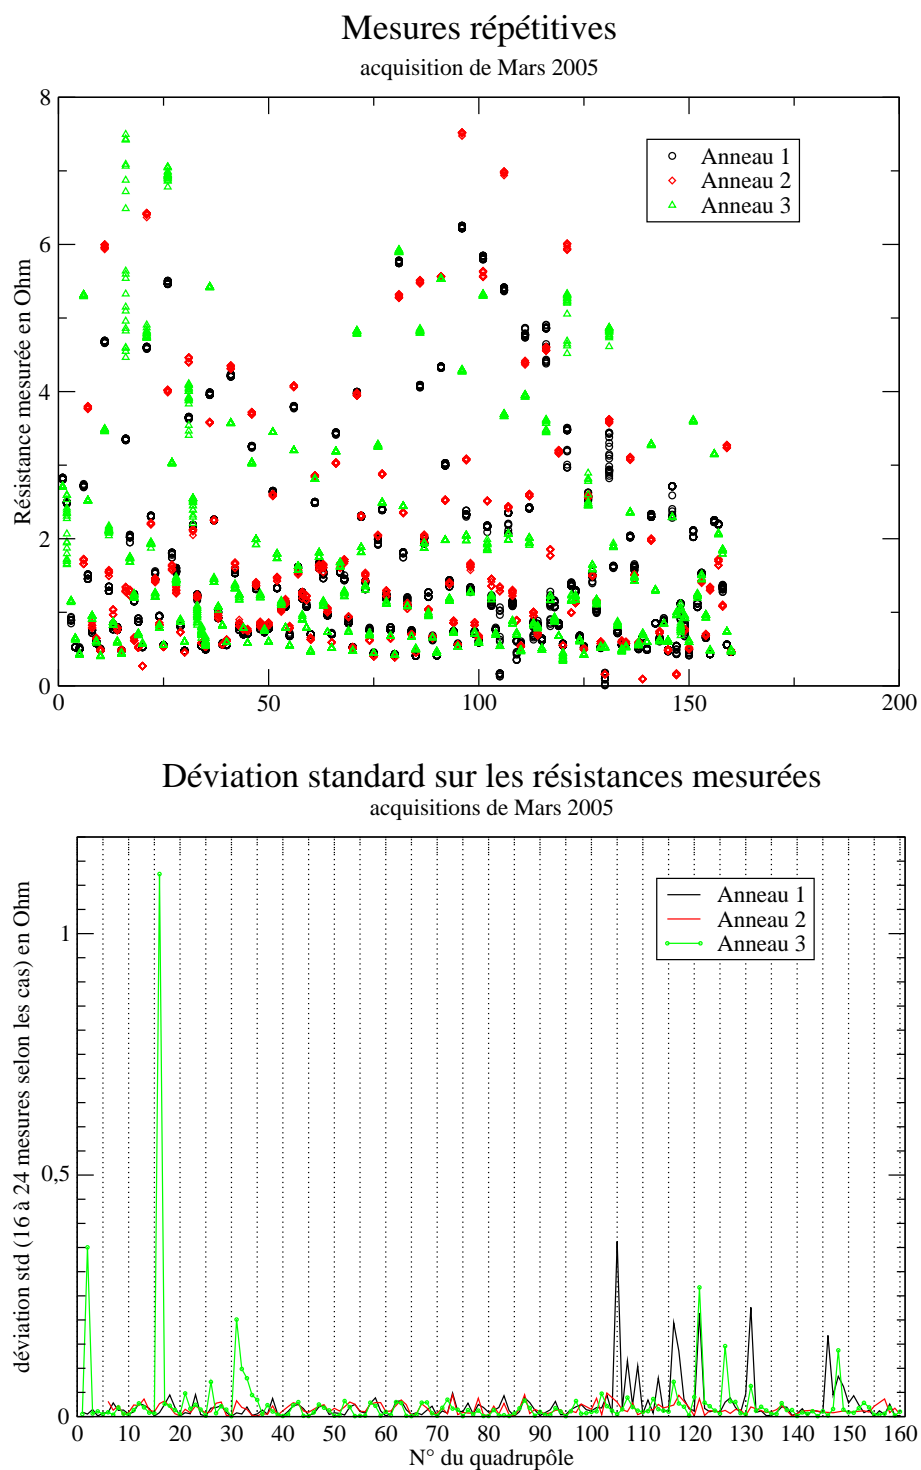 Mesures répétitives
acquisition de Mars 2005
Résistance mesurée en Ohm
8
6
4
2
0
Anneau 1
Anneau 2
Anneau 3
0 50 100 150 200
Déviation standard sur les résistances mesurées
acquisitions de Mars 2005
déviation std (16 à 24 mesures selon les cas) en Ohm
1
0,5
0
Anneau 1
Anneau 2
Anneau 3
0 10 20 30 40 50 60 70 80 90 100 110 120 130 140 150 160
N° du quadrupôle